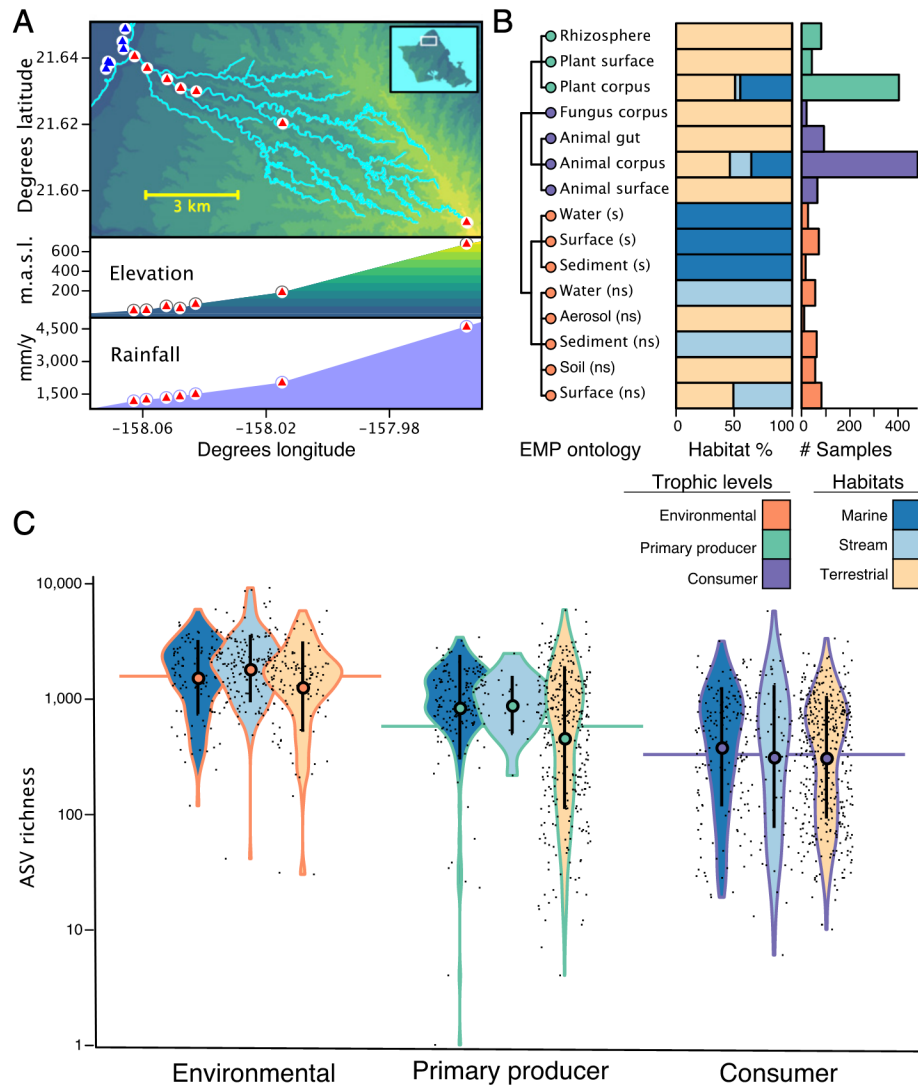 A
Degrees latitude
21.64
21.62
21.60
3 km
m.a.s.l.
600
400
200
Elevation
mm/y
4,500
3,000
1,500
Rainfall
−158.06
−158.02
−157.98
Degrees longitude
B
Rhizosphere
Plant surface
Plant corpus
Fungus corpus
Animal gut
Animal corpus
Animal surface
Water (s)
Surface (s)
Sediment (s)
Water (ns)
Aerosol (ns)
Sediment (ns)
Soil (ns)
Surface (ns)
0 50 100
0 200 400
EMP ontology
Habitat %
# Samples
Trophic levels
Environmental
Primary producer
Consumer
Habitats
Marine
Stream
Terrestrial
C
ASV richness
10,000
1,000
100
10
1
Environmental
Primary producer
Consumer